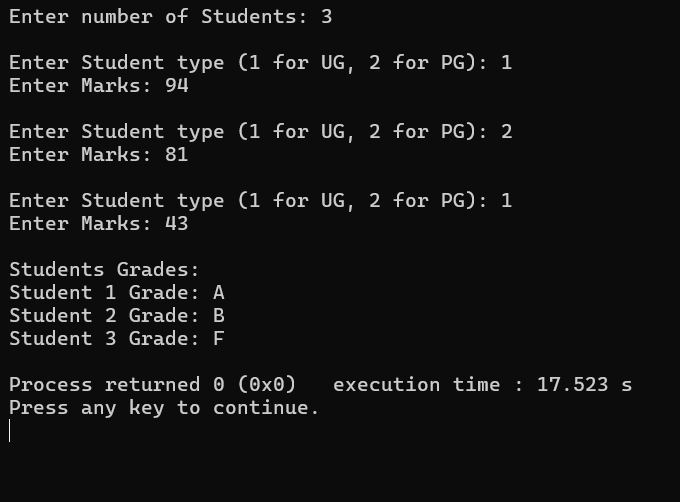 Enter number of Students: 3
Enter Student type (1 for UG, 2 for PG): 1
Enter Marks: 94
Enter Student type (1 for UG, 2 for PG): 2
Enter Marks: 81
Enter Student type (1 for UG, 2 for PG): 1
Enter Marks: 43
Students Grades:
Student 1 Grade: A
Student 2 Grade: B
Student 3 Grade: F
Process returned 0 (0x0)   execution time : 17.523 s
Press any key to continue.